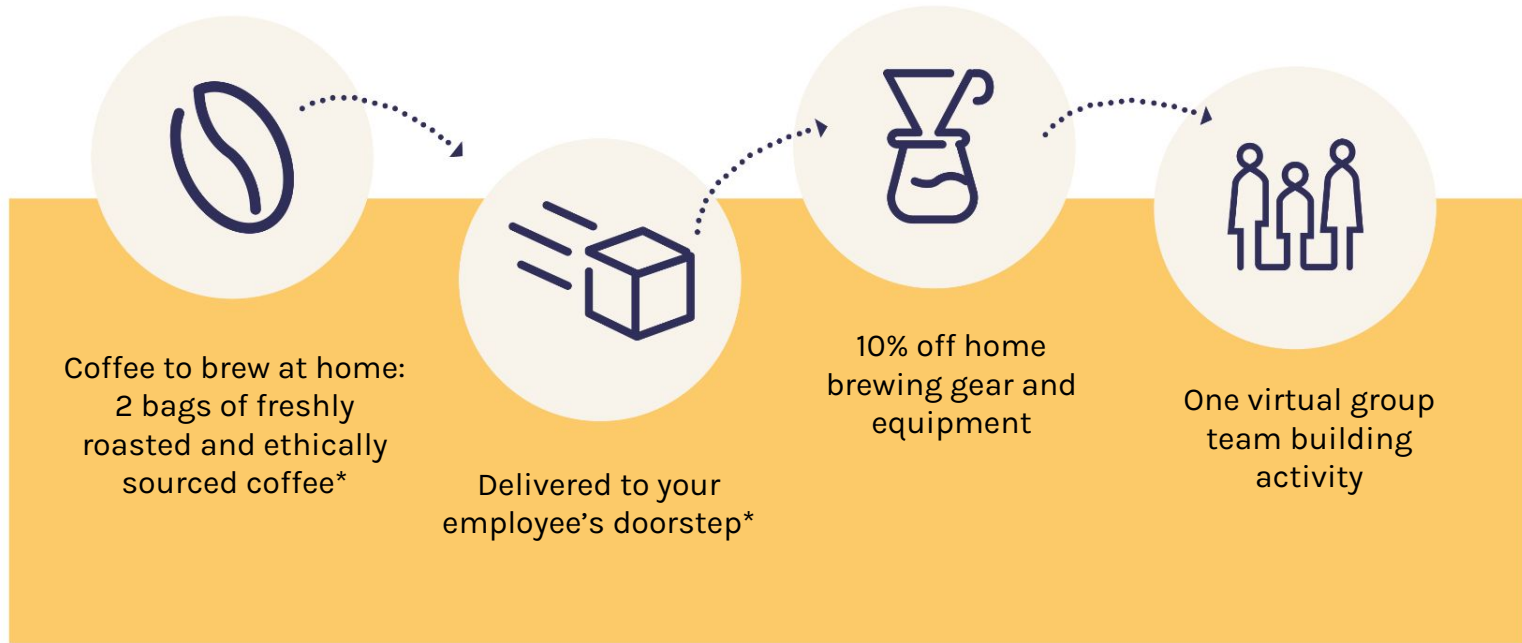 Coffee to brew at home:
2 bags of freshly
roasted and ethically
sourced coffee*
Delivered to your
employee’s doorstep*
10% off home
brewing gear and
equipment
One virtual group
team building
activity